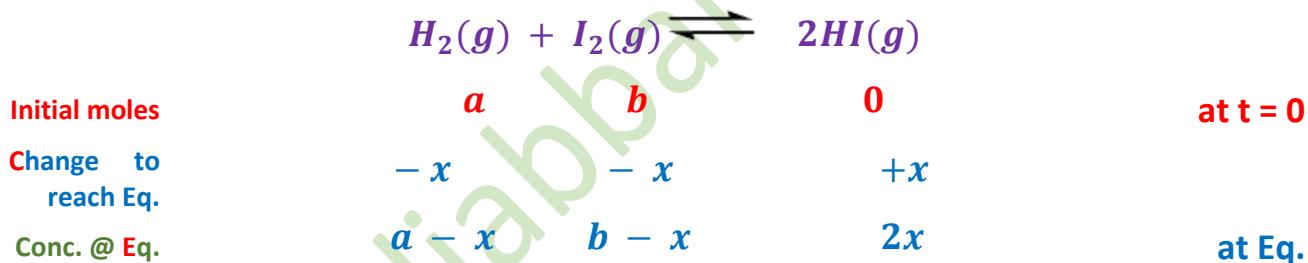 H₂(g) + I₂(g) ⇌ 2HI(g)
Initial moles a b 0 at t = 0
Change to
reach Eq. − x − x +x
Conc. @ Eq. a − x b − x 2x at Eq.